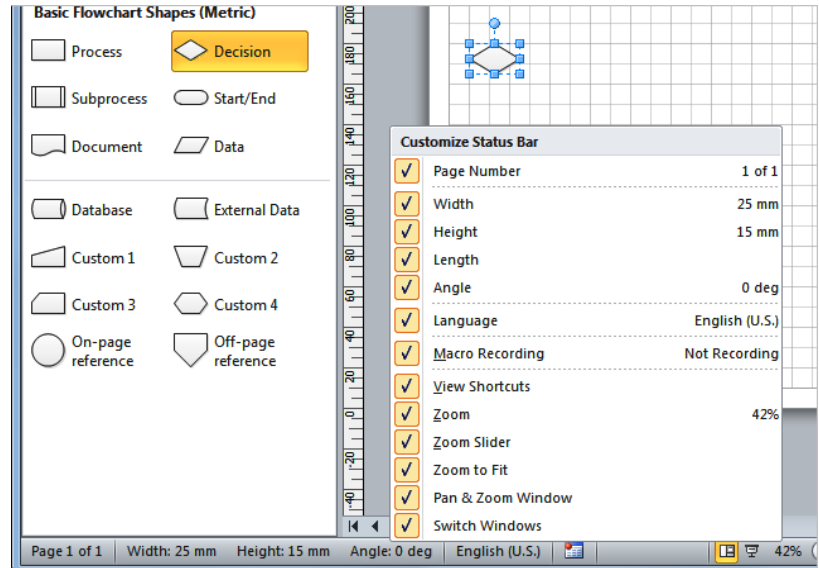 Basic Flowchart Shapes (Metric)
Process
Decision
Subprocess
Start/End
Document
Data
Database
External Data
Custom 1
Custom 2
Custom 3
Custom 4
On-page
reference
Off-page
reference
200
180
160
140
120
100
80
60
40
20
0
-20
-40
Customize Status Bar
Page Number 1 of 1
Width 25 mm
Height 15 mm
Length
Angle 0 deg
Language English (U.S.)
Macro Recording Not Recording
View Shortcuts
Zoom 42%
Zoom Slider
Zoom to Fit
Pan & Zoom Window
Switch Windows
Page 1 of 1 Width: 25 mm Height: 15 mm Angle: 0 deg English (U.S.) 42%